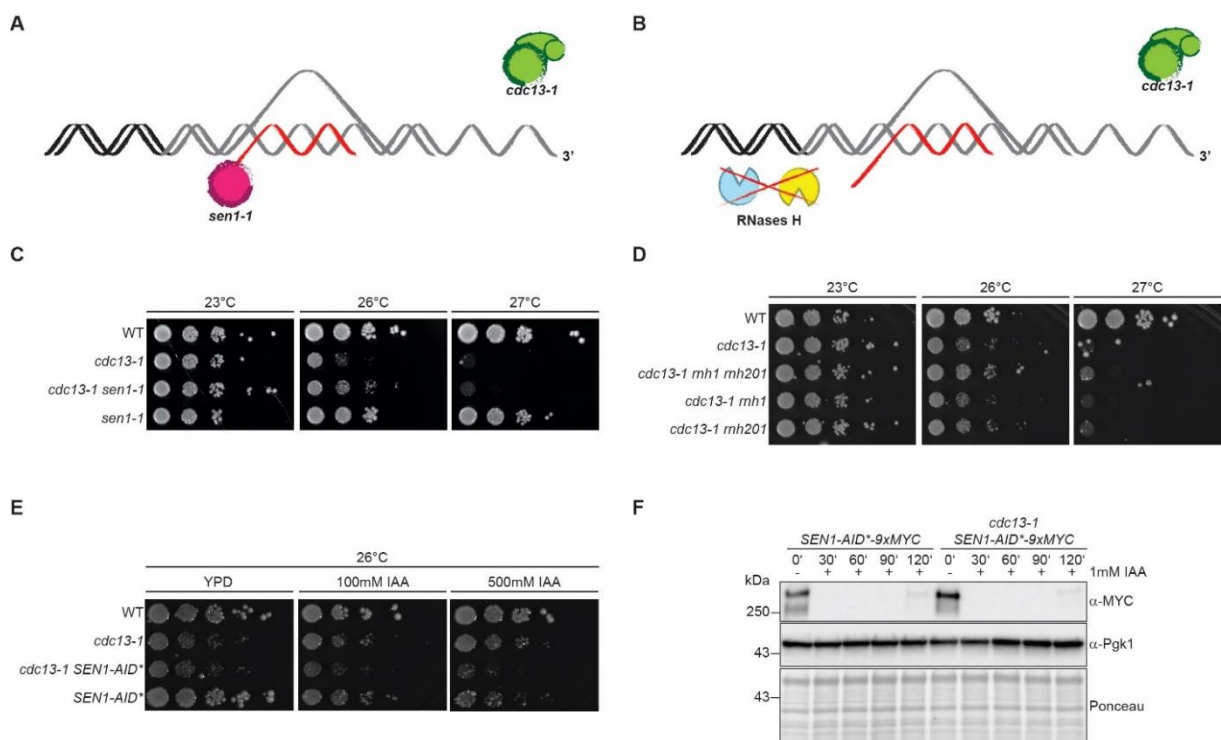 A
cdc13-1
sen1-1
3'
B
cdc13-1
RNases H
3'
C
23°C 26°C 27°C
WT
cdc13-1
cdc13-1 sen1-1
sen1-1
D
23°C 26°C 27°C
WT
cdc13-1
cdc13-1 rnh1 rnh201
cdc13-1 rnh1
cdc13-1 rnh201
E
26°C
YPD 100mM IAA 500mM IAA
WT
cdc13-1
cdc13-1 SEN1-AID*
SEN1-AID*
F
cdc13-1
SEN1-AID*-9xMYC SEN1-AID*-9xMYC
0' 30' 60' 90' 120' 0' 30' 60' 90' 120'
kDa - + + + + - + + + + 1mM IAA
250 α-MYC
43 α-Pgk1
43 Ponceau